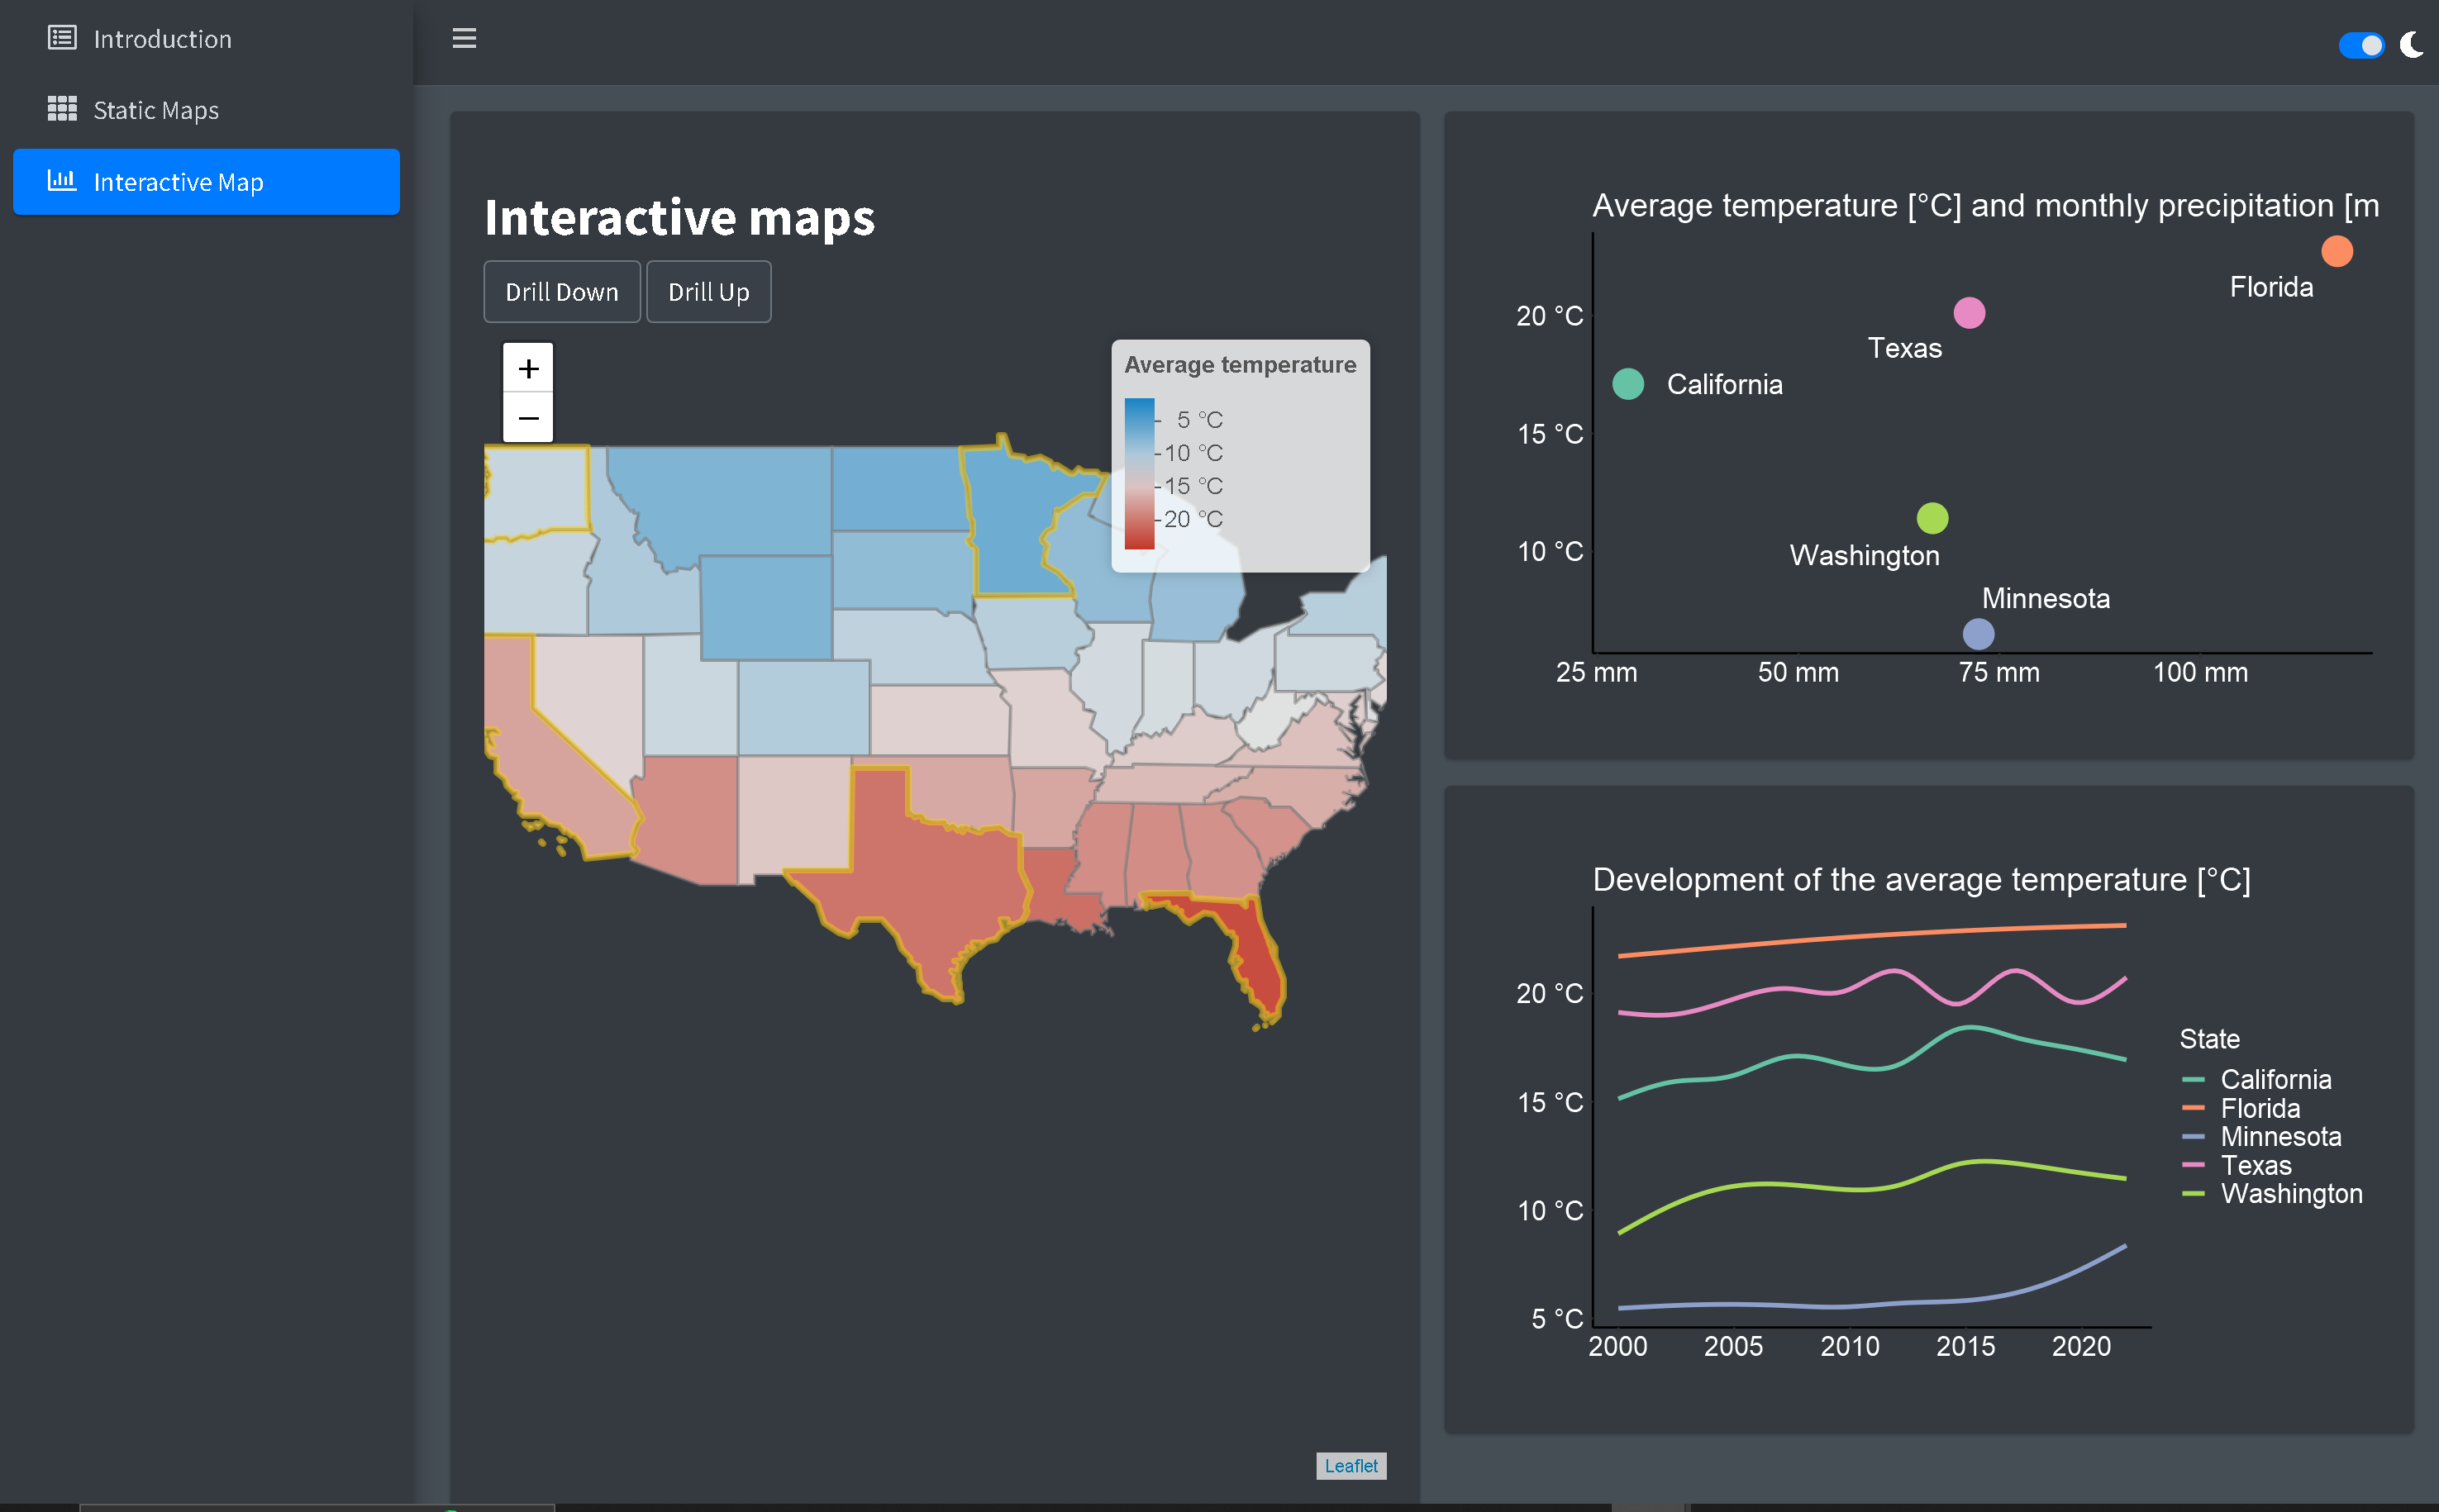 Introduction
Static Maps
Interactive Map
Interactive maps
Drill Down
Drill Up
+
−
Average temperature
5 °C
10 °C
15 °C
20 °C
Leaflet
Average temperature [°C] and monthly precipitation [m
20 °C
15 °C
10 °C
Florida
Texas
California
Washington
Minnesota
25 mm 50 mm 75 mm 100 mm
Development of the average temperature [°C]
20 °C
15 °C
10 °C
5 °C
2000 2005 2010 2015 2020
State
California
Florida
Minnesota
Texas
Washington